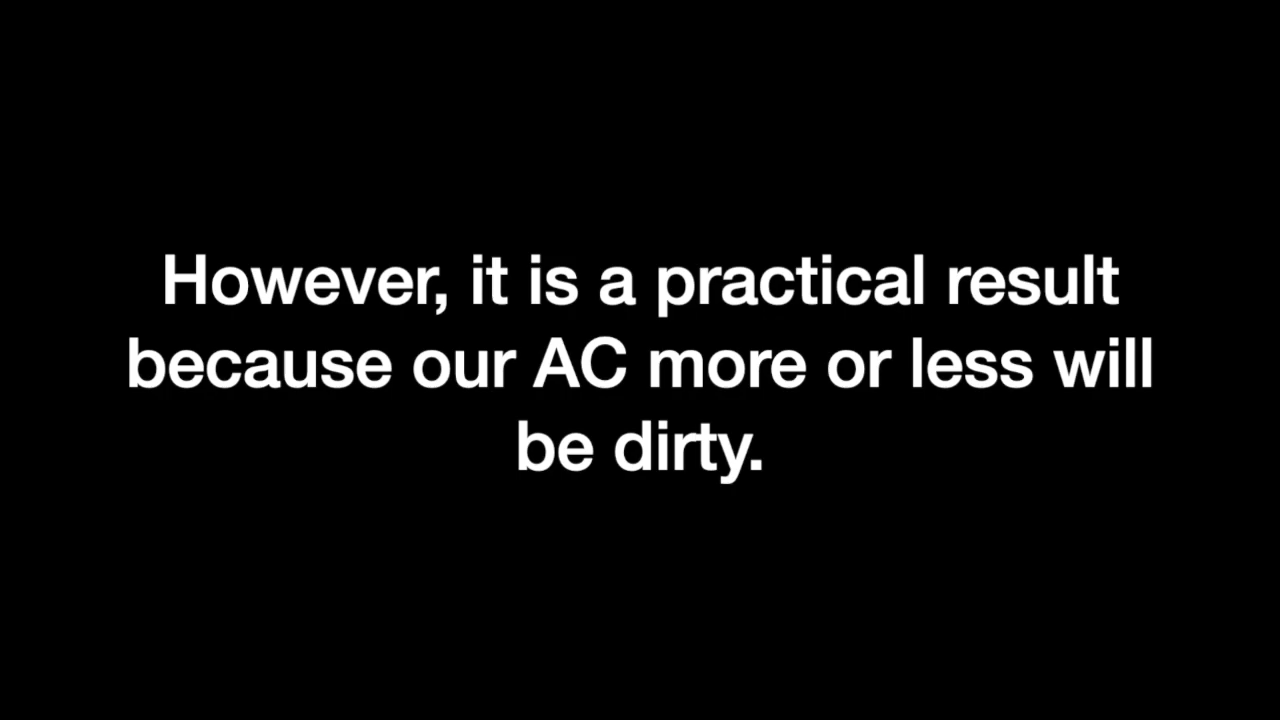 However, it is a practical result
because our AC more or less will
be dirty.